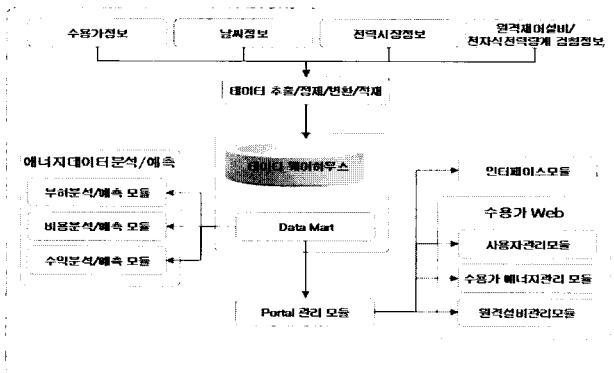 수용가정보
날씨정보
전력시장정보
원격제어설비/
전자식전력량계 검침정보
데이터 추출/정제/변환/적재
데이터 웨어하우스
에너지데이터분석/예측
부하분석/예측 모듈
비용분석/예측 모듈
수익분석/예측 모듈
Data Mart
Portal 관리 모듈
인터페이스모듈
수용가 Web
사용자관리모듈
수용가 에너지관리 모듈
원격설비관리모듈